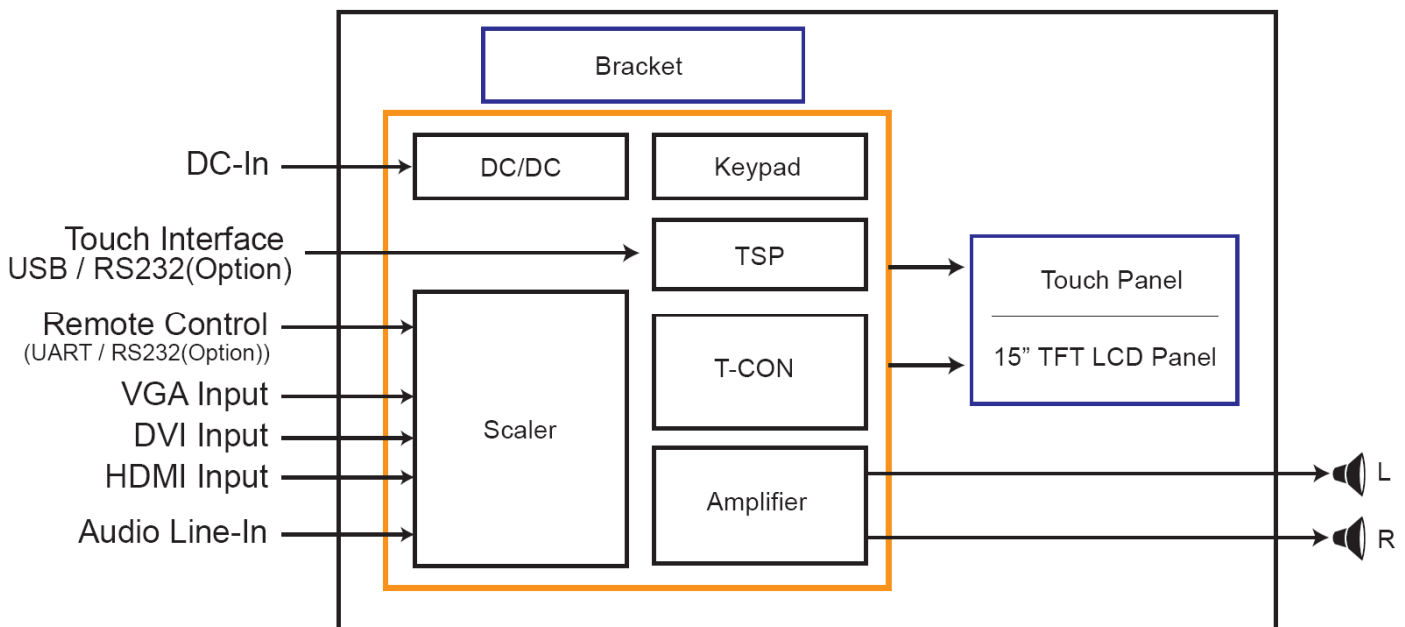 Bracket
DC-In
DC/DC
Keypad
Touch Interface
USB / RS232(Option)
TSP
Touch Panel
15” TFT LCD Panel
Remote Control
(UART / RS232(Option))
VGA Input
DVI Input
HDMI Input
Audio Line-In
Scaler
T-CON
Amplifier
L
R